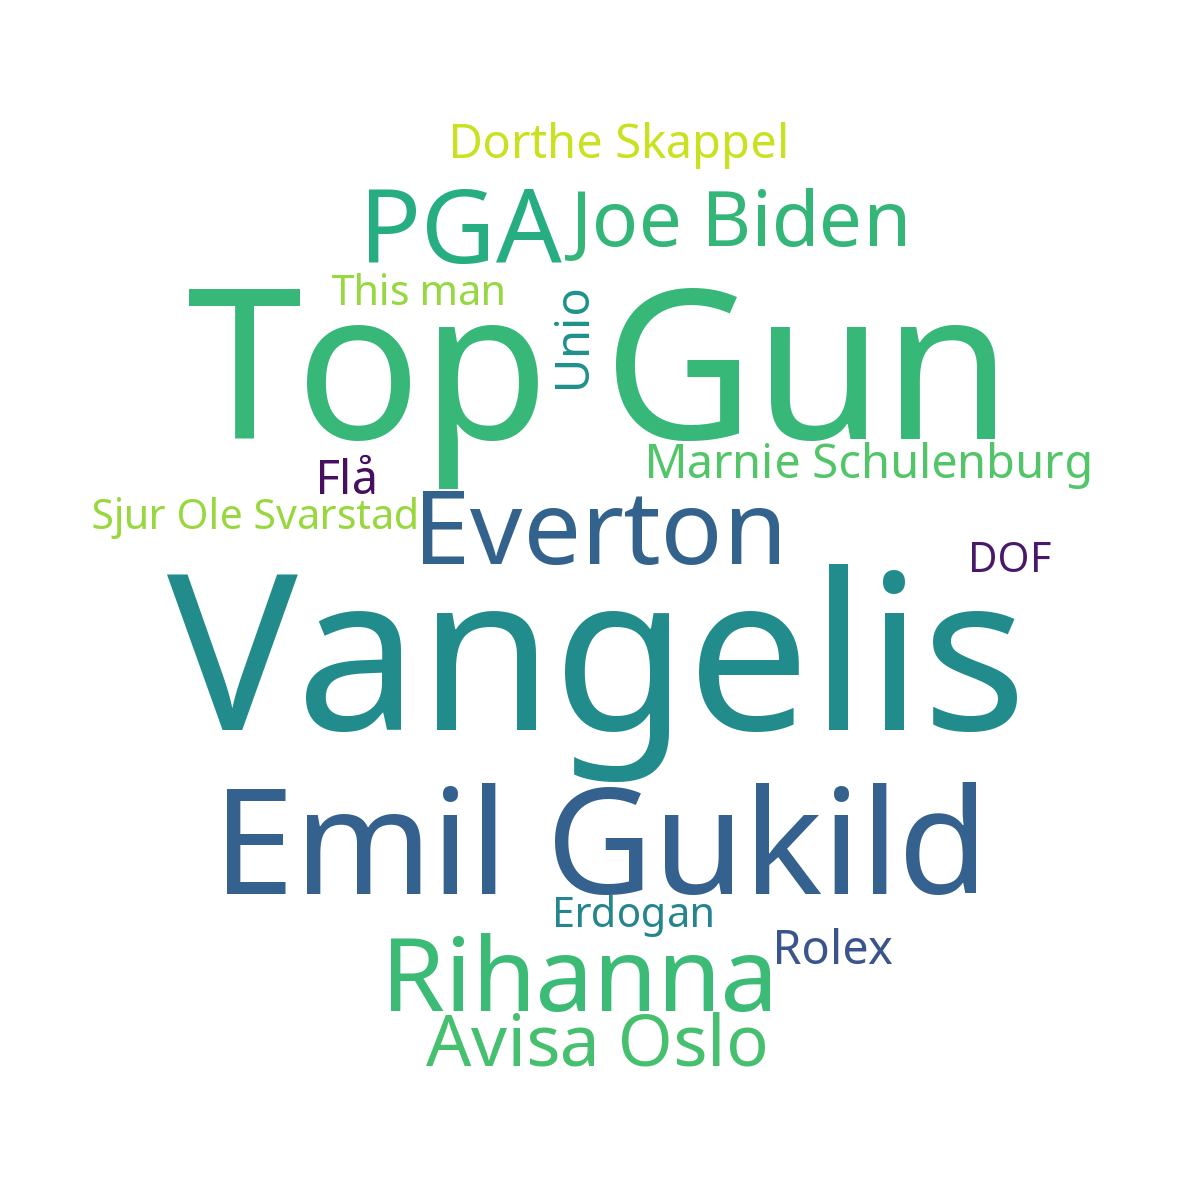 Dorthe Skappel
PGA
Joe Biden
This man
Unio
Top Gun
Marnie Schulenburg
Flå
Sjur Ole Svarstad
Everton
DOF
Vangelis
Emil Gukild
Erdogan
Rolex
Rihanna
Avisa Oslo